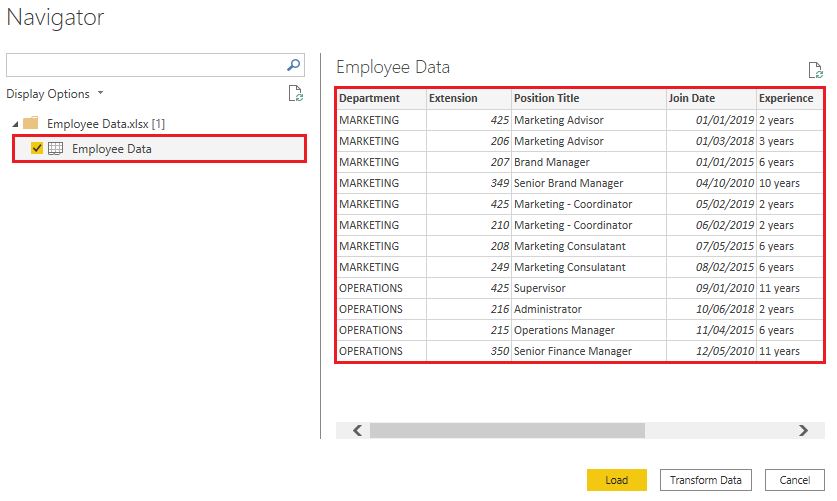 Navigator
Display Options
Employee Data.xlsx [1]
Employee Data
Employee Data
Department Extension Position Title Join Date Experience
MARKETING 425 Marketing Advisor 01/01/2019 2 years
MARKETING 206 Marketing Advisor 01/03/2018 3 years
MARKETING 207 Brand Manager 01/01/2015 6 years
MARKETING 349 Senior Brand Manager 04/10/2010 10 years
MARKETING 425 Marketing - Coordinator 05/02/2019 2 years
MARKETING 210 Marketing - Coordinator 06/02/2019 2 years
MARKETING 208 Marketing Consulatant 07/05/2015 6 years
MARKETING 249 Marketing Consulatant 08/02/2015 6 years
OPERATIONS 425 Supervisor 09/01/2010 11 years
OPERATIONS 216 Administrator 10/06/2018 2 years
OPERATIONS 215 Operations Manager 11/04/2015 6 years
OPERATIONS 350 Senior Finance Manager 12/05/2010 11 years
Load Transform Data Cancel